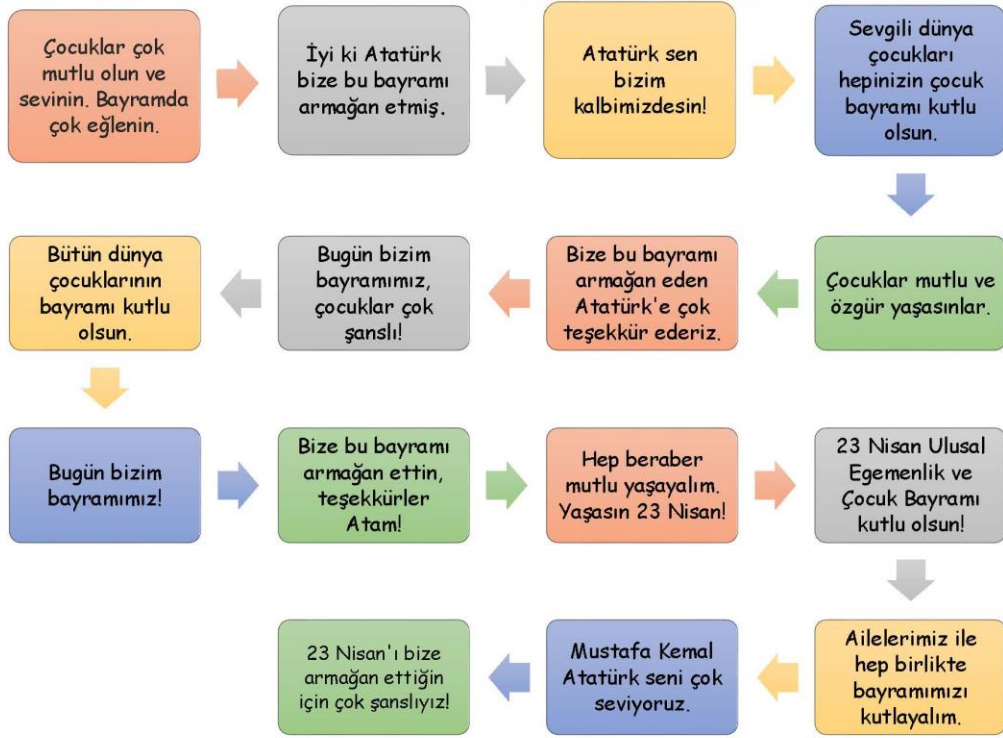 Çocuklar çok
mutlu olun ve
sevinin. Bayramda
çok eğlenin.
İyi ki Atatürk
bize bu bayramı
armağan etmiş.
Atatürk sen
bizim
kalbimizdesin!
Sevgili dünya
çocukları
hepinizin çocuk
bayramı kutlu
olsun.
Çocuklar mutlu ve
özgür yaşasınlar.
Bize bu bayramı
armağan eden
Atatürk'e çok
teşekkür ederiz.
Bugün bizim
bayramımız,
çocuklar çok
şanslı!
Bütün dünya
çocuklarının
bayramı kutlu
olsun.
Bugün bizim
bayramımız!
Bize bu bayramı
armağan ettin,
teşekkürler
Atam!
Hep beraber
mutlu yaşayalım.
Yaşasın 23 Nisan!
23 Nisan Ulusal
Egemenlik ve
Çocuk Bayramı
kutlu olsun!
Ailelerimiz ile
hep birlikte
bayramımızı
kutlayalım.
Mustafa Kemal
Atatürk seni çok
seviyoruz.
23 Nisan'ı bize
armağan ettiğin
için çok şanslıyız!